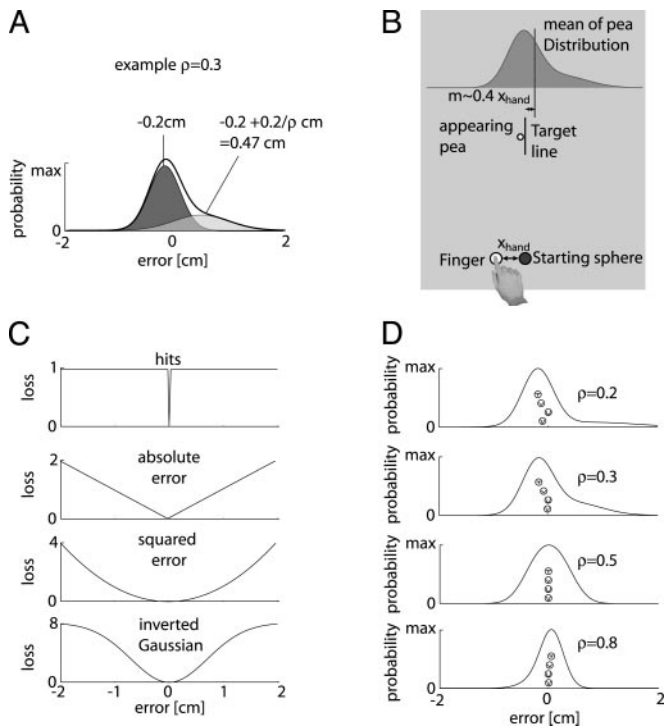 A
example ρ=0.3
-0.2cm
-0.2 +0.2/ρ cm
=0.47 cm
max
probability
-2
0
2
error [cm]
B
mean of pea
Distribution
m~0.4 xhand
appearing
pea
Target
line
xhand
Finger
Starting sphere
C
hits
1
loss
0
absolute
error
2
loss
0
squared
error
4
loss
0
inverted
Gaussian
8
loss
0
-2
-1
0
1
2
error [cm]
D
max
probability
0
ρ=0.2
0
2
max
probability
0
ρ=0.3
max
probability
0
ρ=0.5
max
probability
0
ρ=0.8
-2
0
2
error [cm]